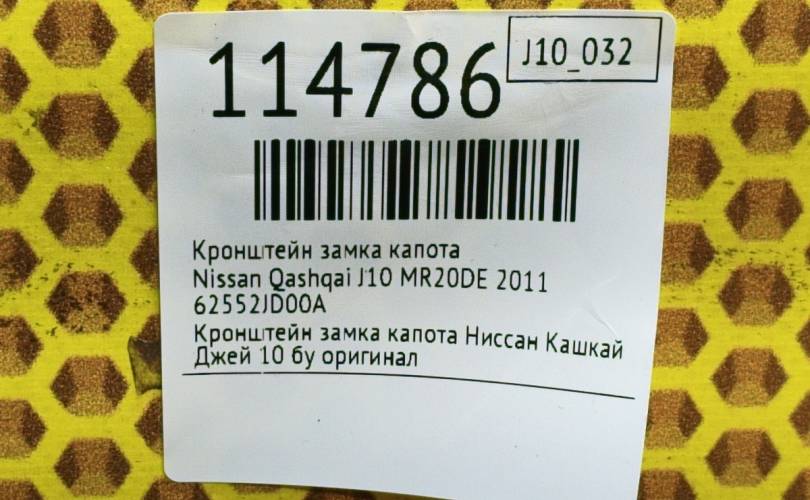 114786
J10_032
Кронштейн замка капота
Nissan Qashqai J10 MR20DE 2011
62552JD00A
Кронштейн замка капота Ниссан Кашкай
Джей 10 бу оригинал